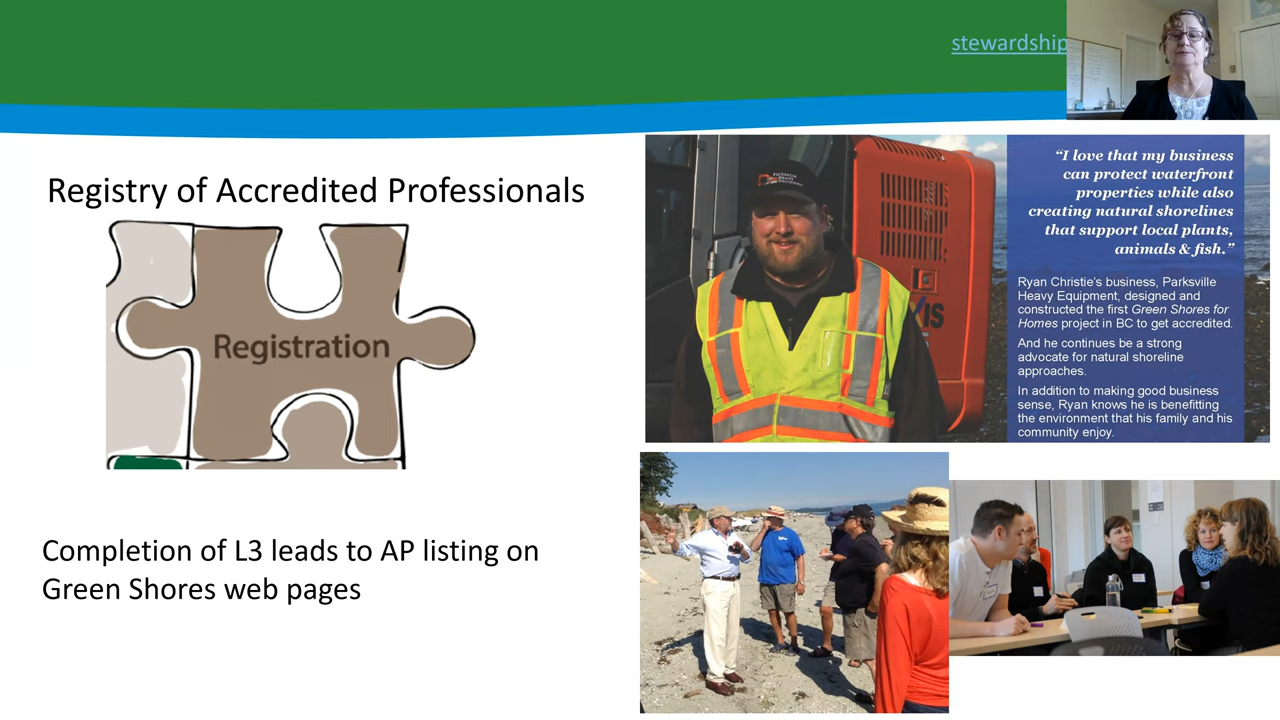 stewardship
Registry of Accredited Professionals
Registration
Completion of L3 leads to AP listing on
Green Shores web pages
Parksville
Heavy
Equipment
“I love that my business
can protect waterfront
properties while also
creating natural shorelines
that support local plants,
animals & fish.”
Ryan Christie's business, Parksville
Heavy Equipment, designed and
constructed the first Green Shores for
Homes project in BC to get accredited.
And he continues be a strong
advocate for natural shoreline
approaches.
In addition to making good business
sense, Ryan knows he is benefitting
the environment that his family and his
community enjoy.